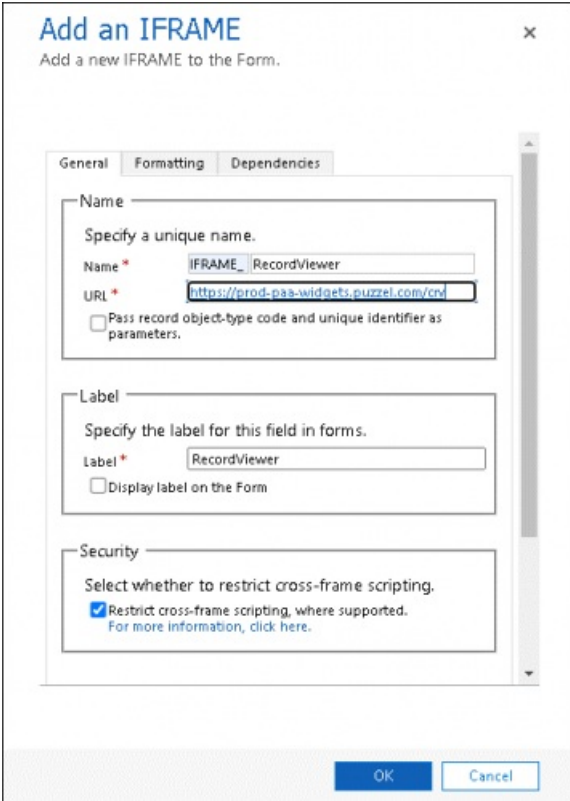 Add an IFRAME
Add a new IFRAME to the Form.
General Formatting Dependencies
Name
Specify a unique name.
Name * IFRAME_ RecordViewer
URL * https://prod-paa-widgets.puzzel.com/crv
Pass record object-type code and unique identifier as
parameters.
Label
Specify the label for this field in forms.
Label * RecordViewer
Display label on the Form
Security
Select whether to restrict cross-frame scripting.
Restrict cross-frame scripting, where supported.
For more information, click here.
OK Cancel